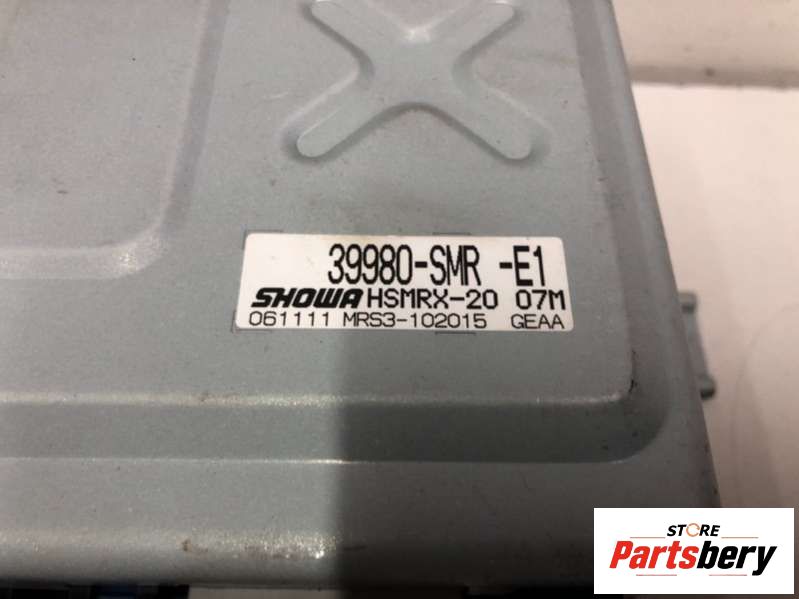 39980-SMR -E1
SHOWA HSMRX-20 07M
061111 MRS3-102015 GEAA
STORE
Partsbery